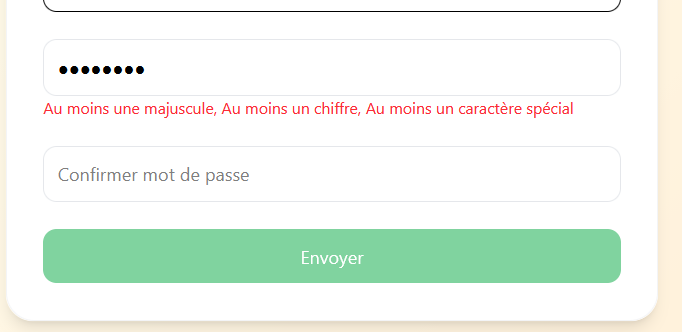 ••••••••
Au moins une majuscule, Au moins un chiffre, Au moins un caractère spécial
Confirmer mot de passe
Envoyer